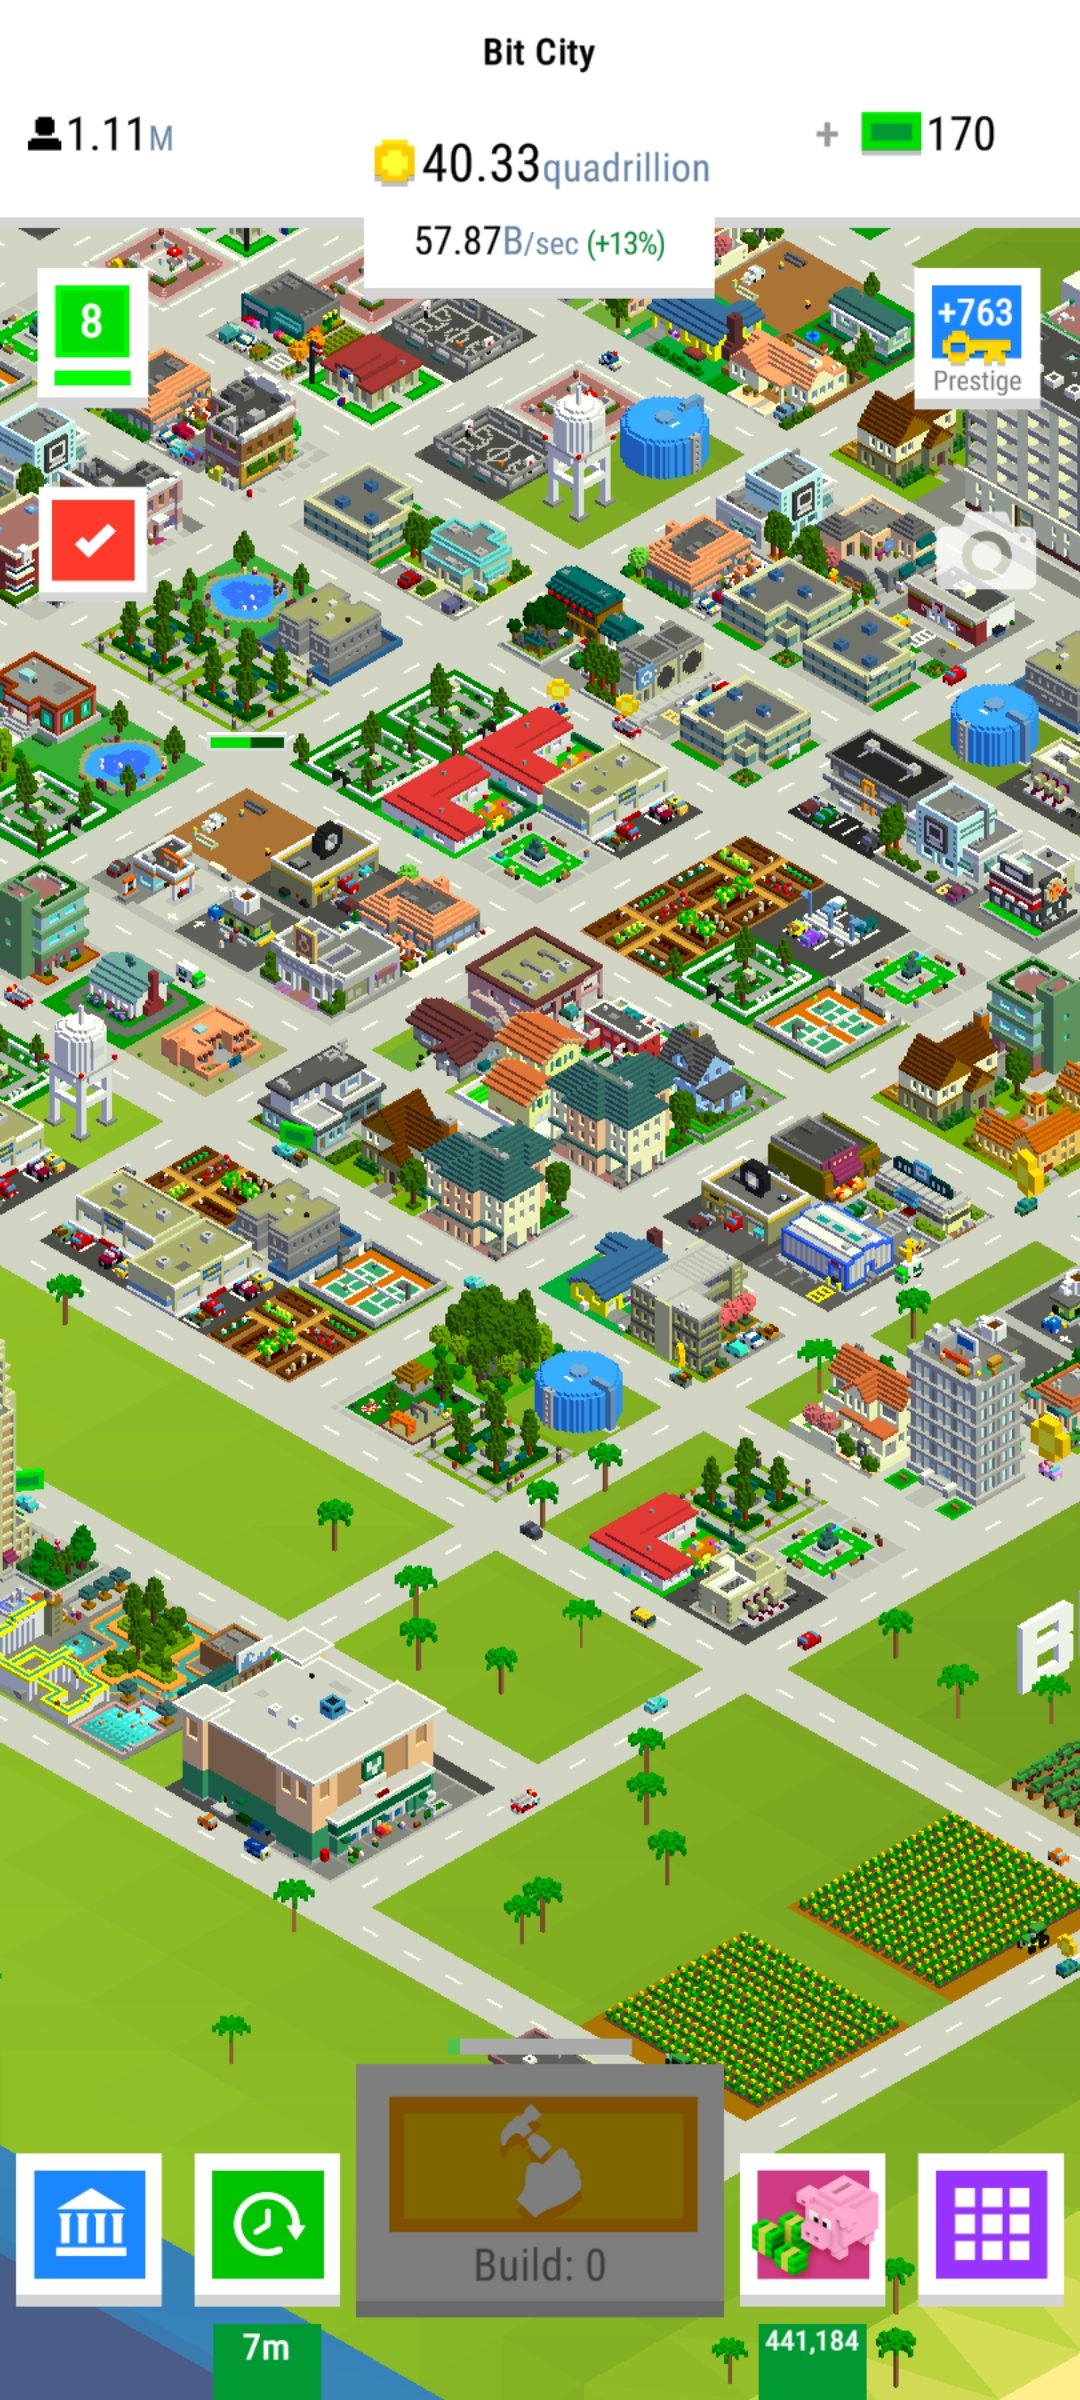 Bit City
1.11M
40.33quadrillion
+ 170
57.87B/sec (+13%)
8
+763
Prestige
B
Build: 0
7m
441,184